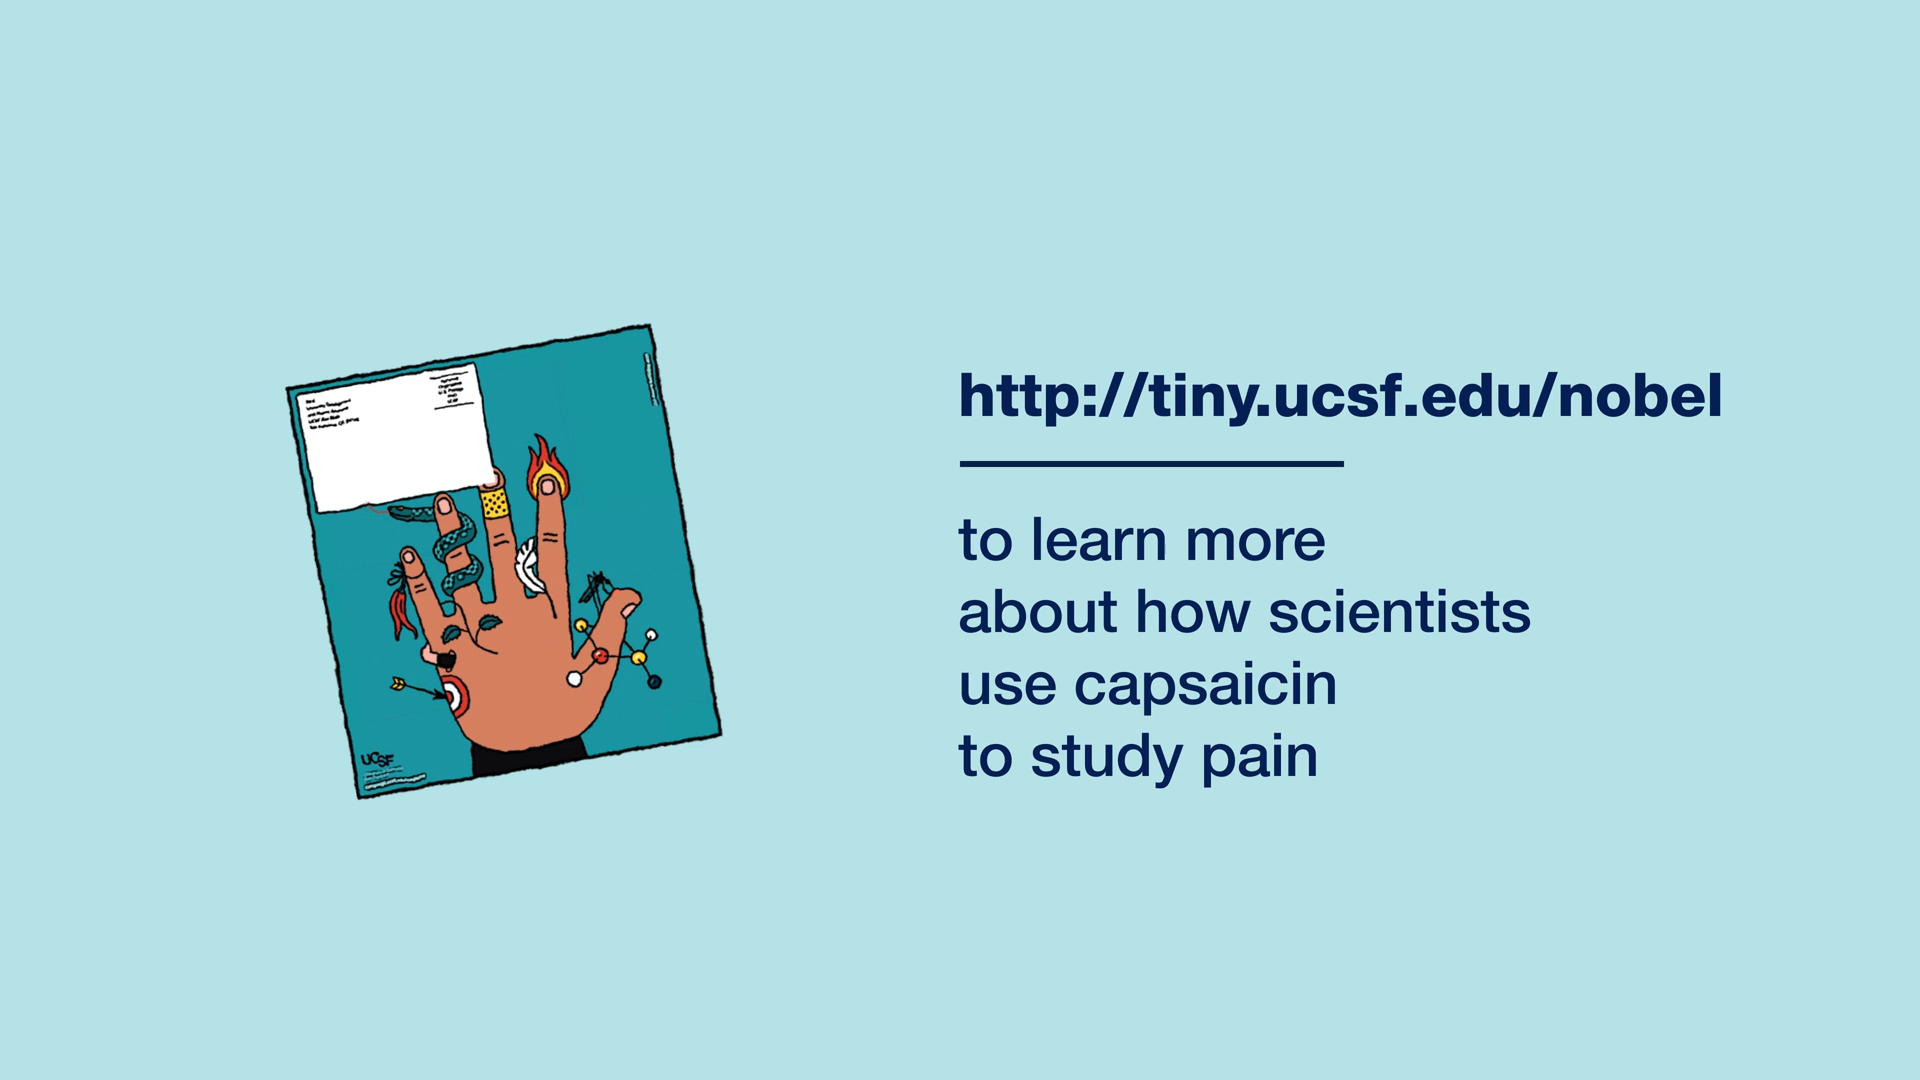 UCSF
http://tiny.ucsf.edu/nobel
to learn more
about how scientists
use capsaicin
to study pain